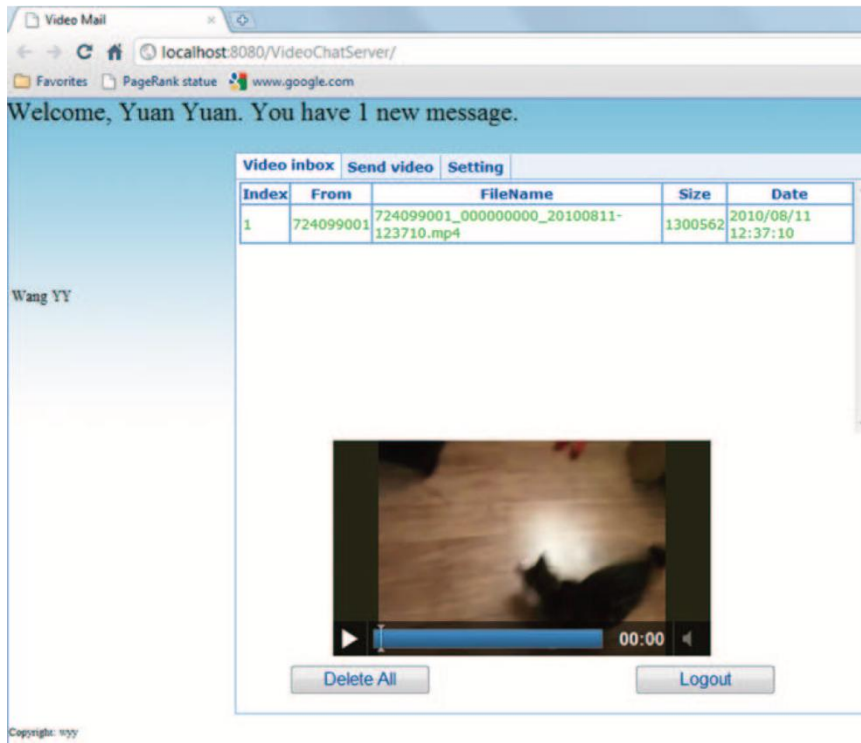 Video Mail
localhost:8080/VideoChatServer/
Favorites PageRank statue www.google.com
Welcome, Yuan Yuan. You have 1 new message.
Video inbox Send video Setting
Index From FileName Size Date
1 724099001 724099001_000000000_20100811- 1300562 2010/08/11
123710.mp4 12:37:10
Wang YY
00:00
Delete All Logout
Copyright: wyy